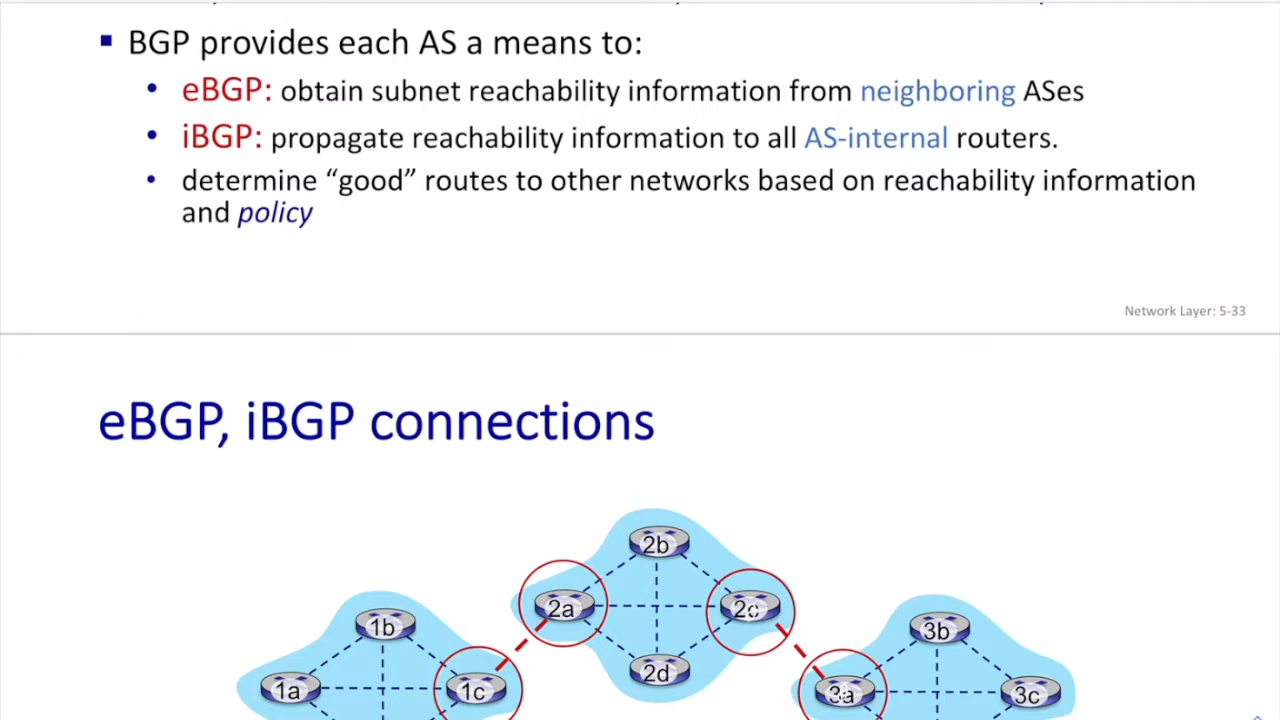 BGP provides each AS a means to:
eBGP: obtain subnet reachability information from neighboring ASes
iBGP: propagate reachability information to all AS-internal routers.
determine “good” routes to other networks based on reachability information
and policy
Network Layer: 5-33
eBGP, iBGP connections
2b
2a
2c
1b
3b
2d
1a
1c
3a
3c